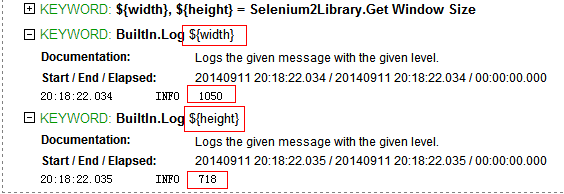 KEYWORD: ${width}, ${height} = Selenium2Library.Get Window Size
KEYWORD: BuiltIn.Log ${width}
Documentation: Logs the given message with the given level.
Start / End / Elapsed: 20140911 20:18:22.034 / 20140911 20:18:22.034 / 00:00:00.000
20:18:22.034 INFO 1050
KEYWORD: BuiltIn.Log ${height}
Documentation: Logs the given message with the given level.
Start / End / Elapsed: 20140911 20:18:22.035 / 20140911 20:18:22.035 / 00:00:00.000
20:18:22.035 INFO 718